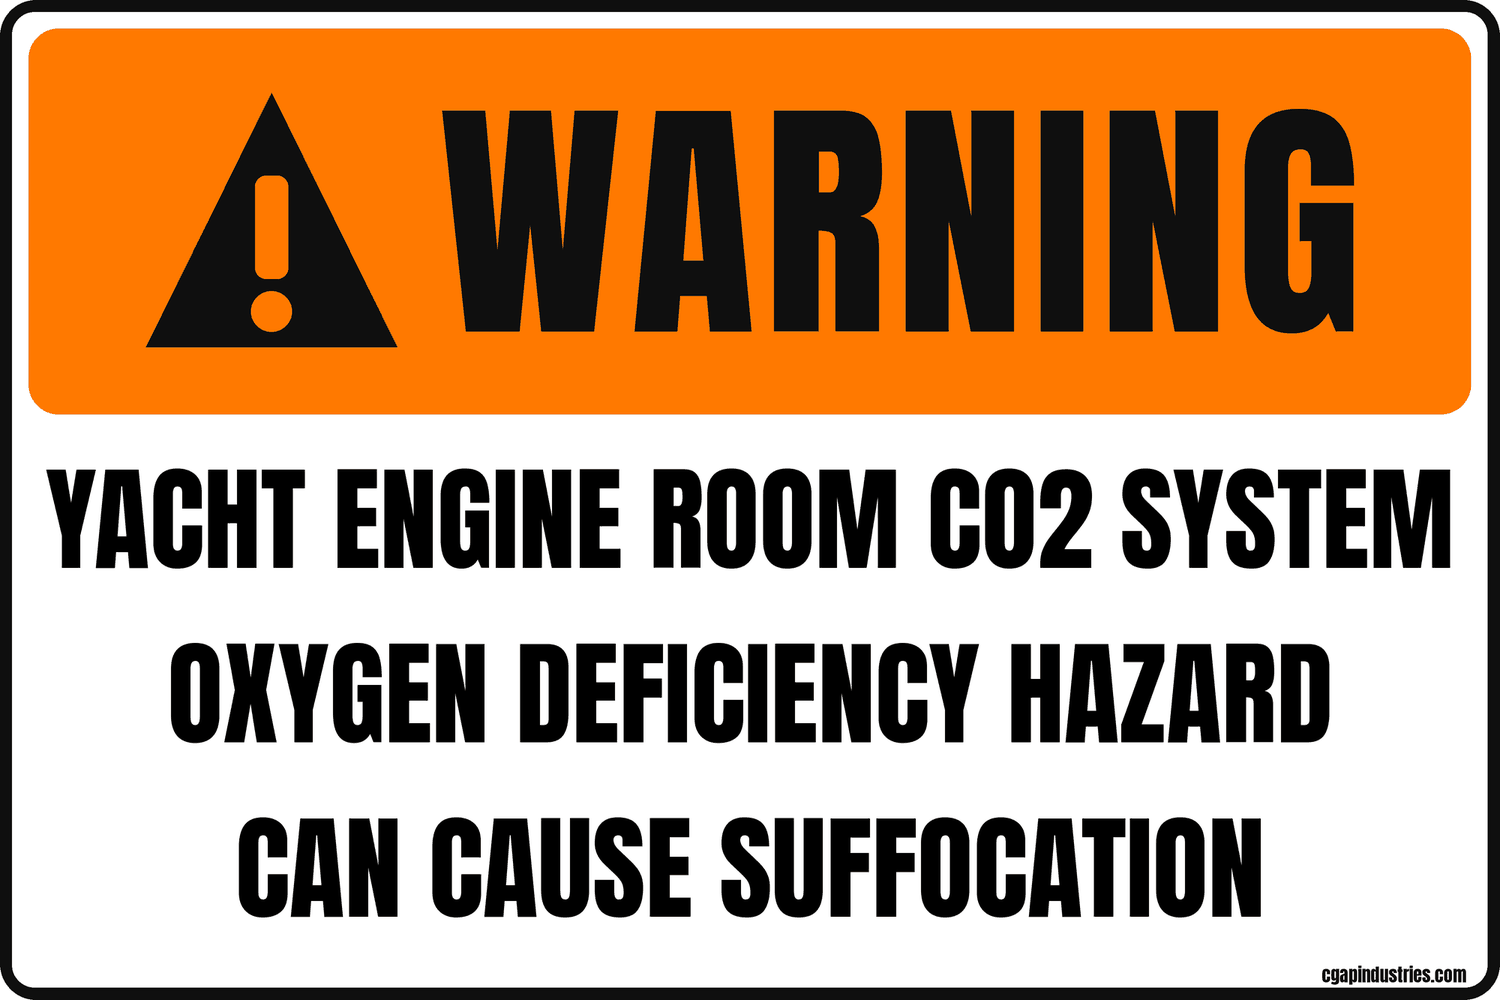 WARNING
YACHT ENGINE ROOM CO2 SYSTEM
OXYGEN DEFICIENCY HAZARD
CAN CAUSE SUFFOCATION
cgapindustries.com